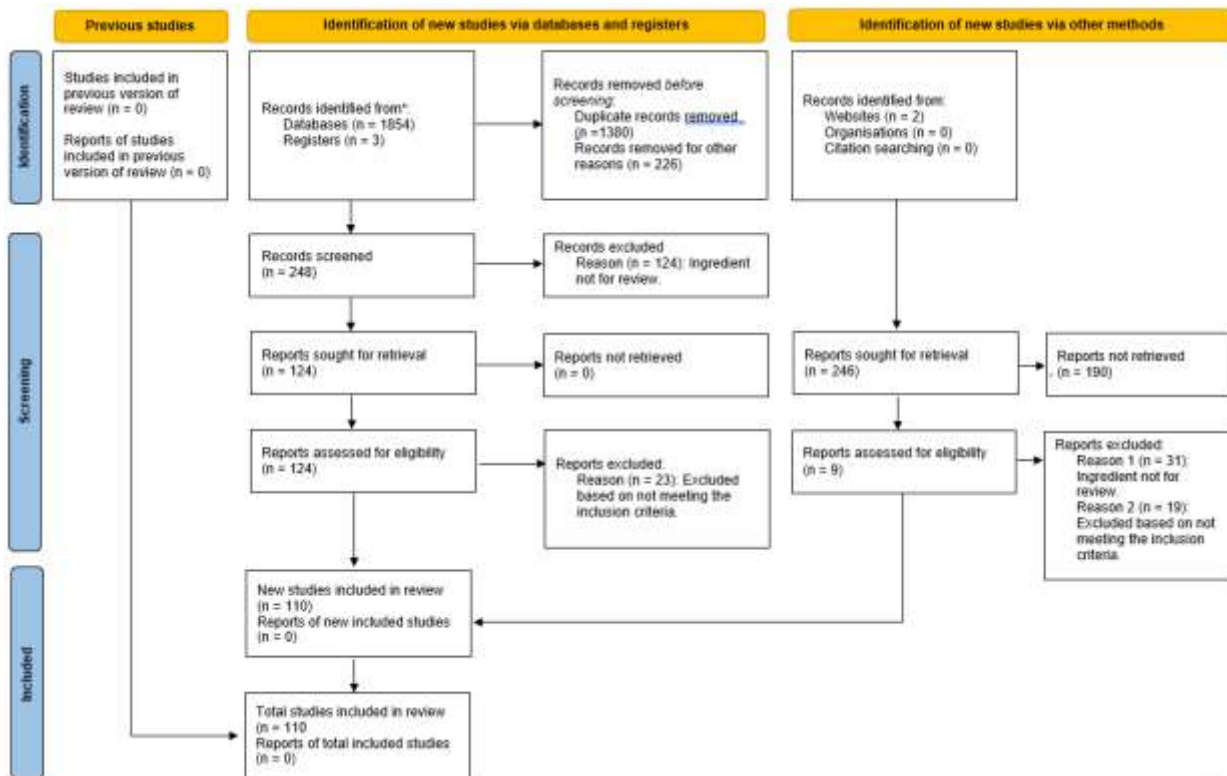 Previous studies
Identification of new studies via databases and registers
Identification of new studies via other methods
Identification
Studies included in
previous version of
review (n = 0)
Reports of studies
included in previous
version of review (n = 0)
Records identified from*:
Databases (n = 1854)
Registers (n = 3)
Records removed before
screening:
Duplicate records removed
(n =1380)
Records removed for other
reasons (n = 226)
Records identified from:
Websites (n = 2)
Organisations (n = 0)
Citation searching (n = 0)
Screening
Records screened
(n = 248)
Records excluded
Reason (n = 124): Ingredient
not for review.
Reports sought for retrieval
(n = 124)
Reports not retrieved
(n = 0)
Reports sought for retrieval
(n = 246)
Reports not retrieved
. (n = 190)
Reports assessed for eligibility
(n = 124)
Reports excluded:
Reason (n = 23): Excluded
based on not meeting the
inclusion criteria.
Reports assessed for eligibility
(n = 9)
Reports excluded:
Reason 1 (n = 31):
Ingredient not for
review.
Reason 2 (n = 19):
Excluded based on not
meeting the inclusion
criteria.
Included
New studies included in review
(n = 110)
Reports of new included studies
(n = 0)
Total studies included in review
(n = 110
Reports of total included studies
(n = 0)